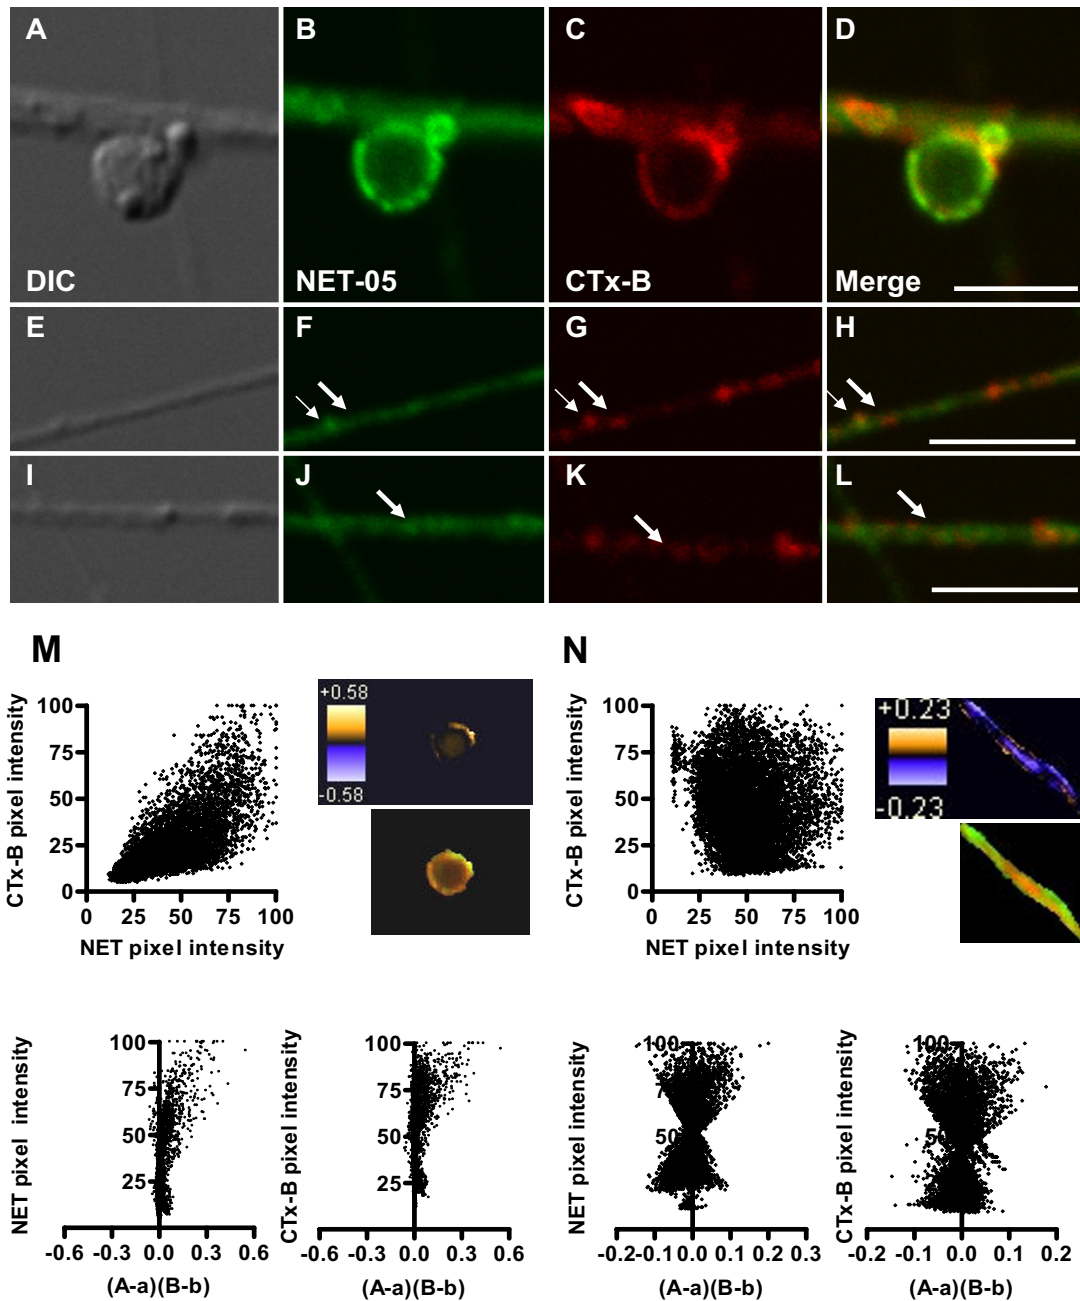 A
B
C
D
DIC
NET-05
CTx-B
Merge
E
F
G
H
I
J
K
L
M
N
CTx-B pixel intensity
100
75
50
25
0
0 25 50 75 100
NET pixel intensity
+0.58
-0.58
CTx-B pixel intensity
100
75
50
25
0
0 25 50 75 100
NET pixel intensity
+0.23
-0.23
NET pixel intensity
100
75
50
25
-0.6 -0.3 0.0 0.3 0.6
(A-a)(B-b)
CTx-B pixel intensity
100
75
50
25
-0.6 -0.3 0.0 0.3 0.6
(A-a)(B-b)
NET pixel intensity
100
50
25
-0.2 -0.1 0.0 0.1 0.2 0.3
(A-a)(B-b)
CTx-B pixel intensity
100
50
-0.2 -0.1 0.0 0.1 0.2
(A-a)(B-b)